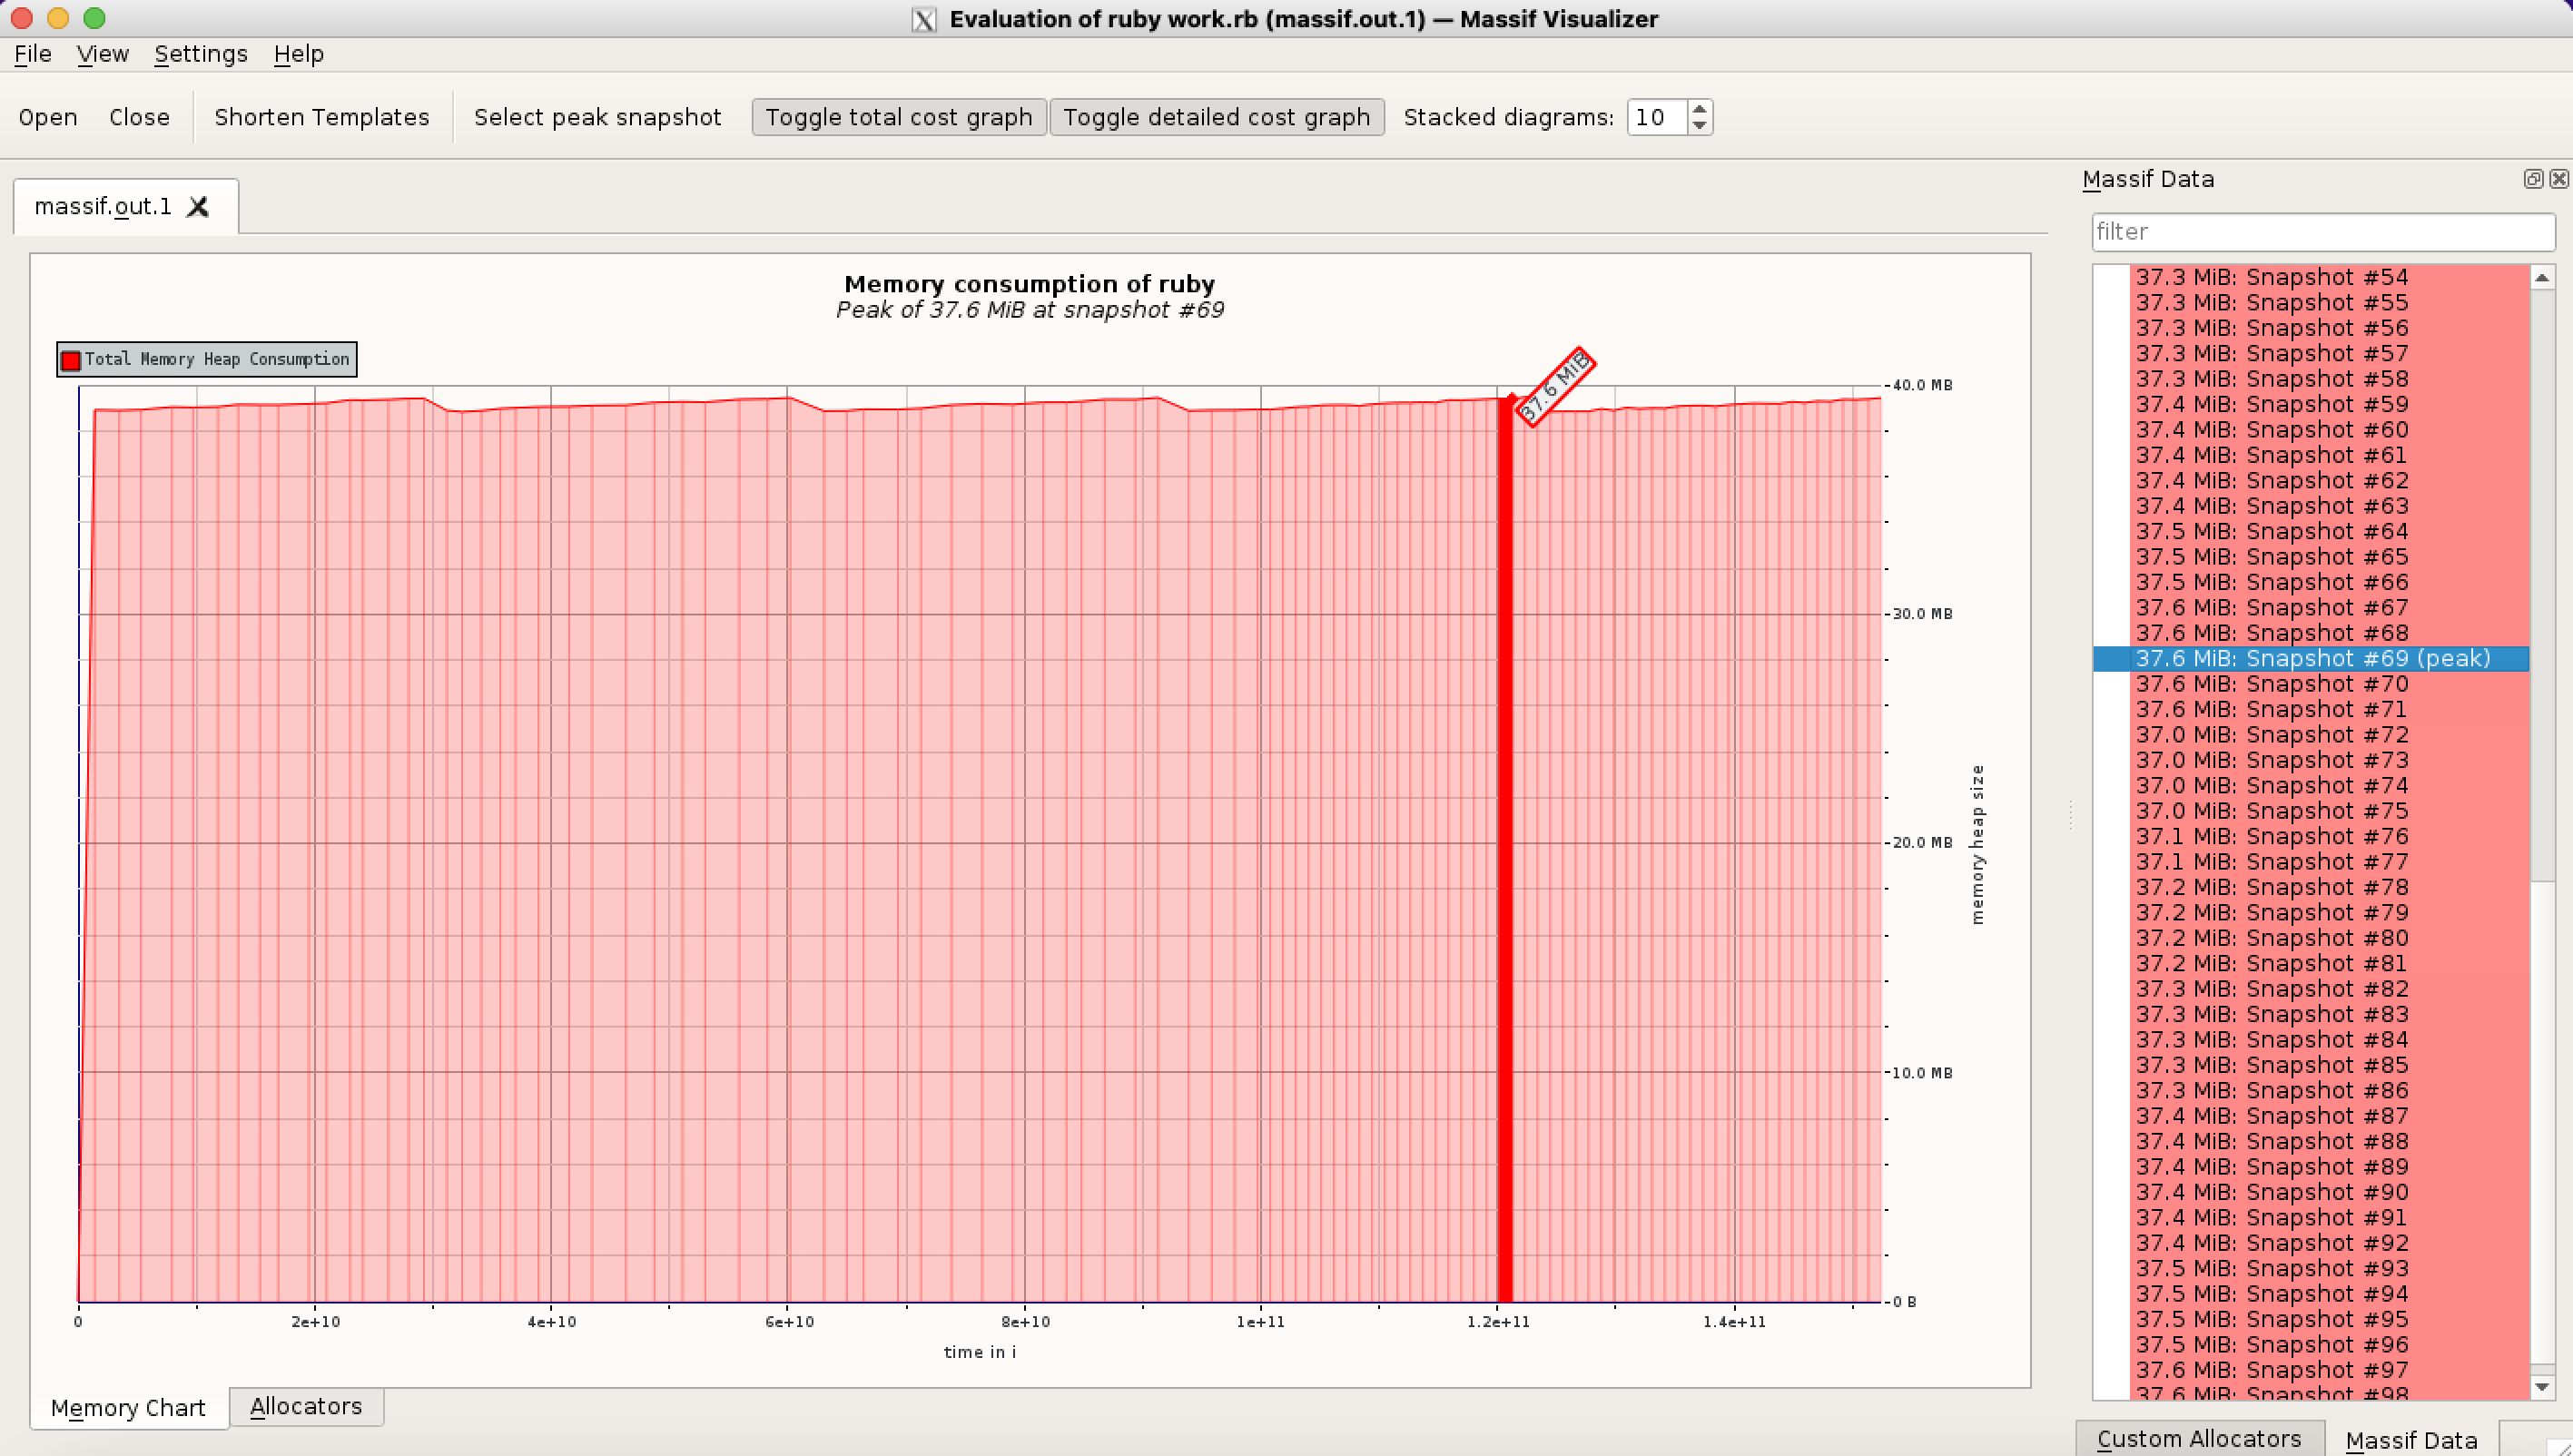 Evaluation of ruby work.rb (massif.out.1) — Massif Visualizer
File View Settings Help
Open Close Shorten Templates Select peak snapshot Toggle total cost graph Toggle detailed cost graph Stacked diagrams: 10
massif.out.1
Memory consumption of ruby
Peak of 37.6 MiB at snapshot #69
Total Memory Heap Consumption
37.6 MiB
40.0 MB
30.0 MB
20.0 MB
10.0 MB
0 B
memory heap size
0 2e+10 4e+10 6e+10 8e+10 1e+11 1.2e+11 1.4e+11
time in i
Memory Chart Allocators
Massif Data
filter
37.3 MiB: Snapshot #54
37.3 MiB: Snapshot #55
37.3 MiB: Snapshot #56
37.3 MiB: Snapshot #57
37.3 MiB: Snapshot #58
37.4 MiB: Snapshot #59
37.4 MiB: Snapshot #60
37.4 MiB: Snapshot #61
37.4 MiB: Snapshot #62
37.4 MiB: Snapshot #63
37.5 MiB: Snapshot #64
37.5 MiB: Snapshot #65
37.5 MiB: Snapshot #66
37.6 MiB: Snapshot #67
37.6 MiB: Snapshot #68
37.6 MiB: Snapshot #69 (peak)
37.6 MiB: Snapshot #70
37.6 MiB: Snapshot #71
37.0 MiB: Snapshot #72
37.0 MiB: Snapshot #73
37.0 MiB: Snapshot #74
37.0 MiB: Snapshot #75
37.1 MiB: Snapshot #76
37.1 MiB: Snapshot #77
37.2 MiB: Snapshot #78
37.2 MiB: Snapshot #79
37.2 MiB: Snapshot #80
37.2 MiB: Snapshot #81
37.3 MiB: Snapshot #82
37.3 MiB: Snapshot #83
37.3 MiB: Snapshot #84
37.3 MiB: Snapshot #85
37.3 MiB: Snapshot #86
37.4 MiB: Snapshot #87
37.4 MiB: Snapshot #88
37.4 MiB: Snapshot #89
37.4 MiB: Snapshot #90
37.4 MiB: Snapshot #91
37.4 MiB: Snapshot #92
37.5 MiB: Snapshot #93
37.5 MiB: Snapshot #94
37.5 MiB: Snapshot #95
37.5 MiB: Snapshot #96
37.6 MiB: Snapshot #97
37.6 MiB: Snapshot #98
Custom Allocators Massif Data